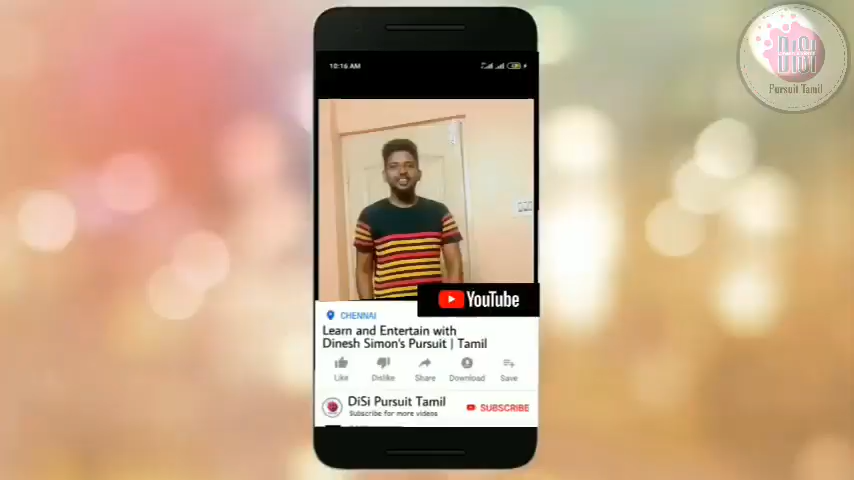 10:16 AM
DiSi
Pursuit Tamil
YouTube
CHENNAI
Learn and Entertain with
Dinesh Simon's Pursuit | Tamil
Like Dislike Share Download Save
DiSi Pursuit Tamil
Subscribe for more videos
SUBSCRIBE